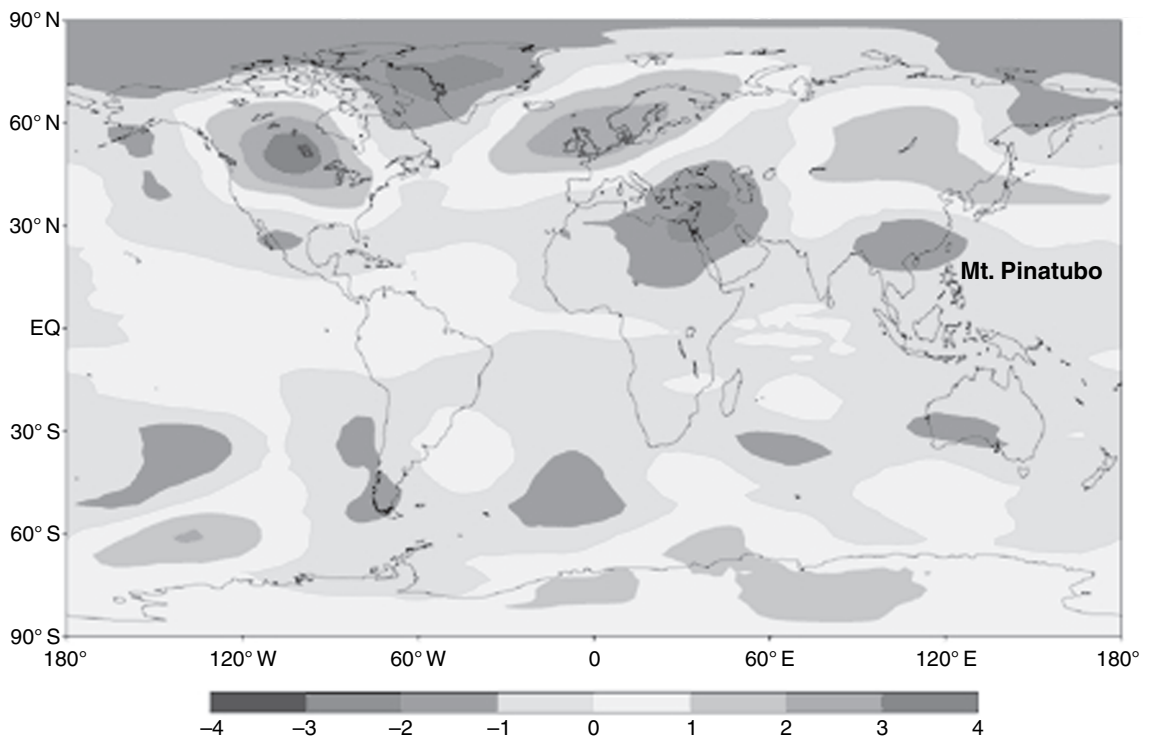 90° N
60° N
30° N
Mt. Pinatubo
EQ
30° S
60° S
90° S
180° 120° W 60° W 0 60° E 120° E 180°
–4 –3 –2 –1 0 1 2 3 4